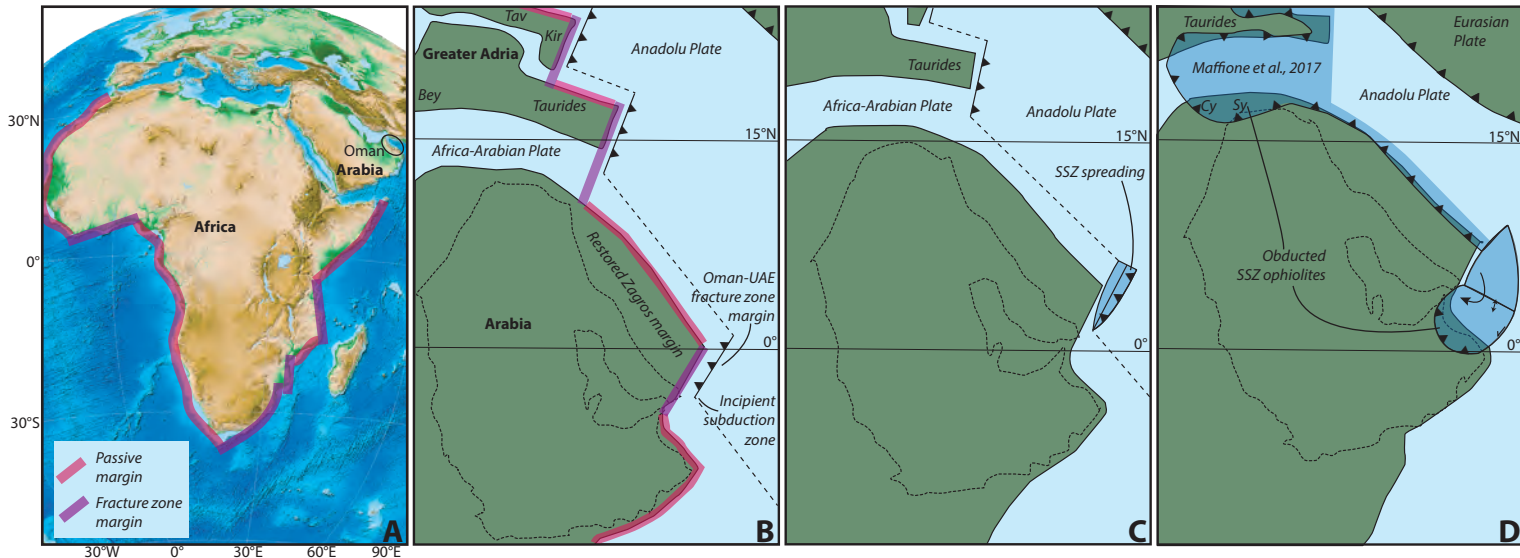 30°N
0°
30°S
Oman
Arabia
Africa
Passive
margin
Fracture zone
margin
A
30°W
0°
30°E
60°E
90°E
Tav
Kir
Greater Adria
Anadolu Plate
Bey
Taurides
15°N
Africa-Arabian Plate
Restored Zagros margin
Oman-UAE
fracture zone
margin
Arabia
0°
Incipient
subduction
zone
B
Taurides
Africa-Arabian Plate
Anadolu Plate
15°N
SSZ spreading
0°
C
Taurides
Eurasian
Plate
Maffione et al., 2017
Anadolu Plate
Cy
Sy
15°N
Obducted
SSZ ophiolites
0°
D